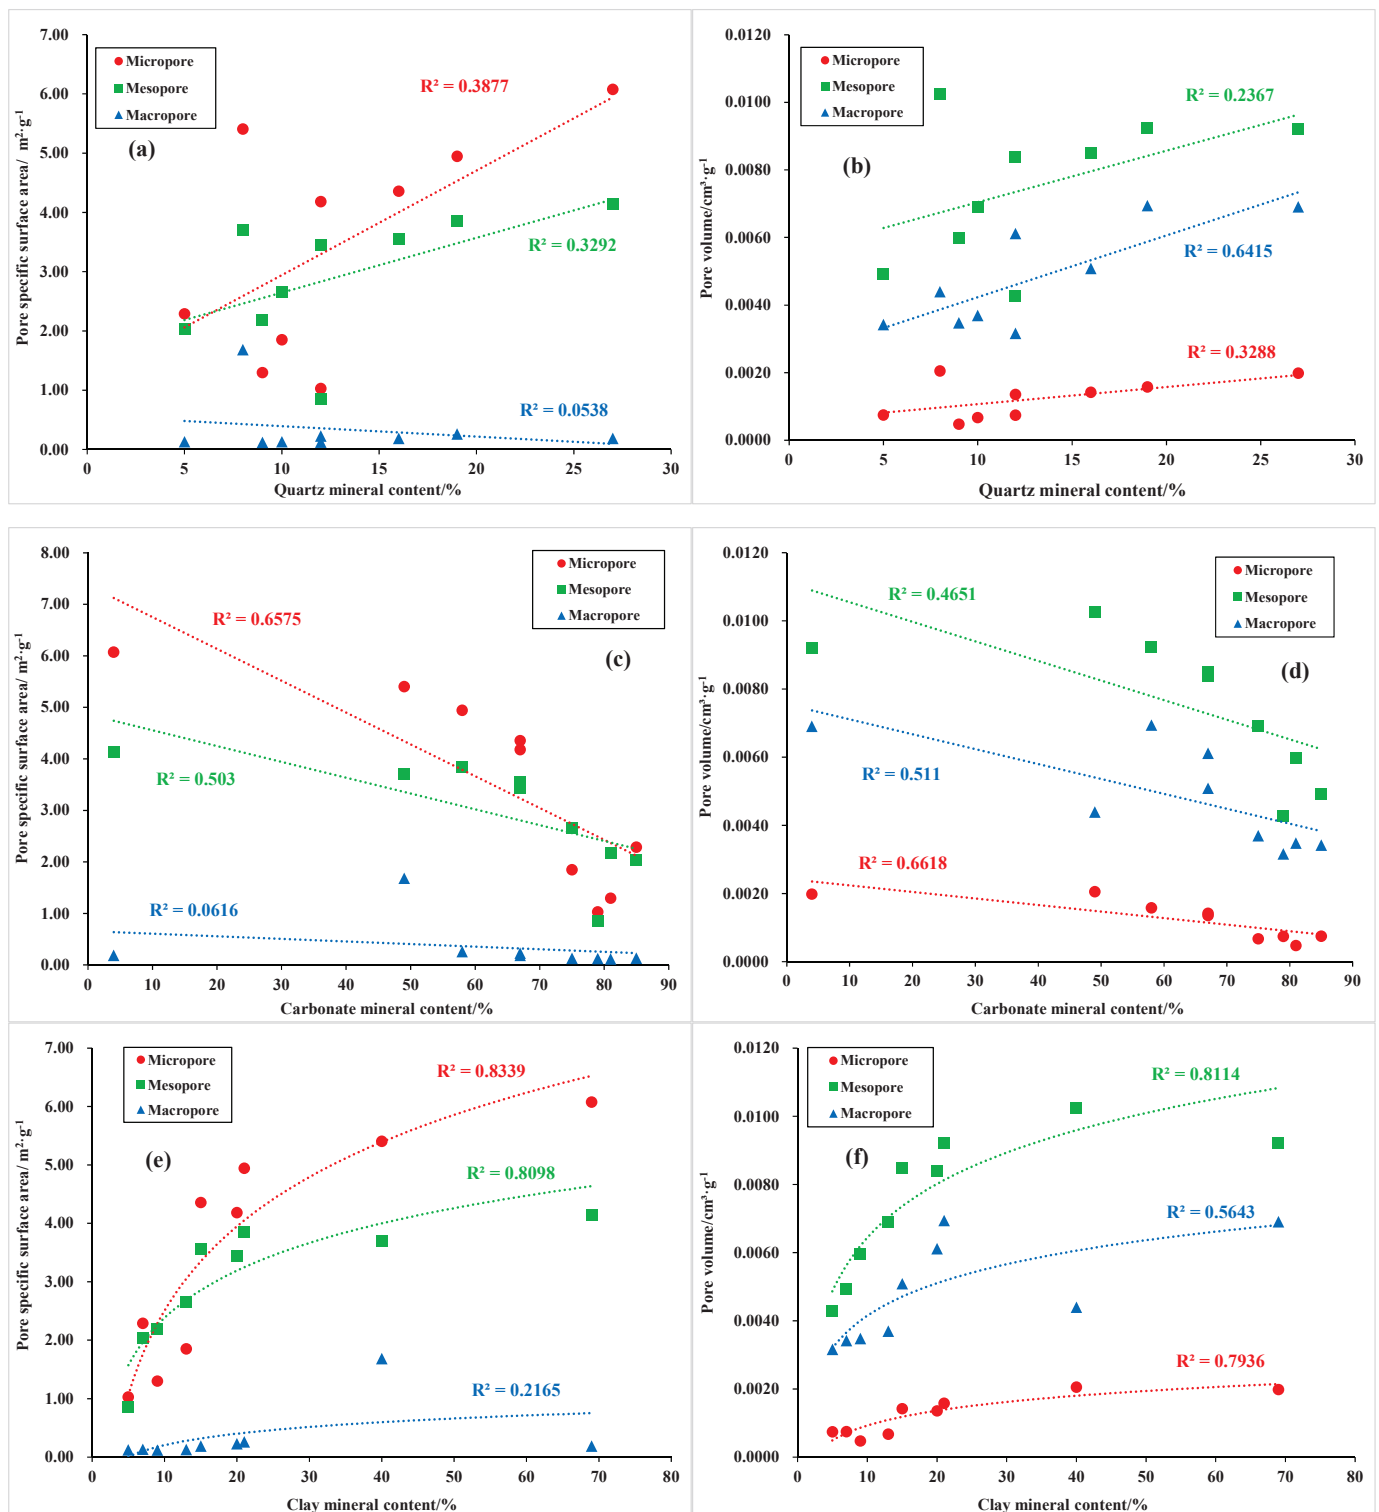 Pore specific surface area/ m²·g⁻¹
7.00
6.00
5.00
4.00
3.00
2.00
1.00
0.00
Micropore
Mesopore
Macropore
(a)
R² = 0.3877
R² = 0.3292
R² = 0.0538
0 5 10 15 20 25 30
Quartz mineral content/%
Pore volume/cm³·g⁻¹
0.0120
0.0100
0.0080
0.0060
0.0040
0.0020
0.0000
Micropore
Mesopore
Macropore
(b)
R² = 0.2367
R² = 0.6415
R² = 0.3288
0 5 10 15 20 25 30
Quartz mineral content/%
Pore specific surface area/ m²·g⁻¹
8.00
7.00
6.00
5.00
4.00
3.00
2.00
1.00
0.00
Micropore
Mesopore
Macropore
(c)
R² = 0.6575
R² = 0.503
R² = 0.0616
0 10 20 30 40 50 60 70 80 90
Carbonate mineral content/%
Pore volume/cm³·g⁻¹
0.0120
0.0100
0.0080
0.0060
0.0040
0.0020
0.0000
Micropore
Mesopore
Macropore
(d)
R² = 0.4651
R² = 0.511
R² = 0.6618
0 10 20 30 40 50 60 70 80 90
Carbonate mineral content/%
Pore specific surface area/ m²·g⁻¹
7.00
6.00
5.00
4.00
3.00
2.00
1.00
0.00
Micropore
Mesopore
Macropore
(e)
R² = 0.8339
R² = 0.8098
R² = 0.2165
0 10 20 30 40 50 60 70 80
Clay mineral content/%
Pore volume/cm³·g⁻¹
0.0120
0.0100
0.0080
0.0060
0.0040
0.0020
0.0000
Micropore
Mesopore
Macropore
(f)
R² = 0.8114
R² = 0.5643
R² = 0.7936
0 10 20 30 40 50 60 70 80
Clay mineral content/%